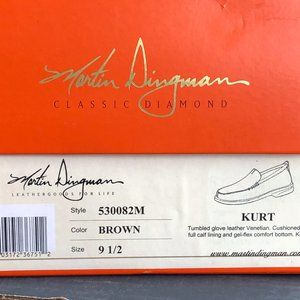 Martin Dingman
CLASSIC DIAMOND
Martin Dingman
LEATHERGOODS FOR LIFE
Style 530082M
Color BROWN
Size 9 1/2
KURT
Tumbled glove leather Venetian. Cushioned
full calf lining and gel-flex comfort bottom.
www.martindingman.com